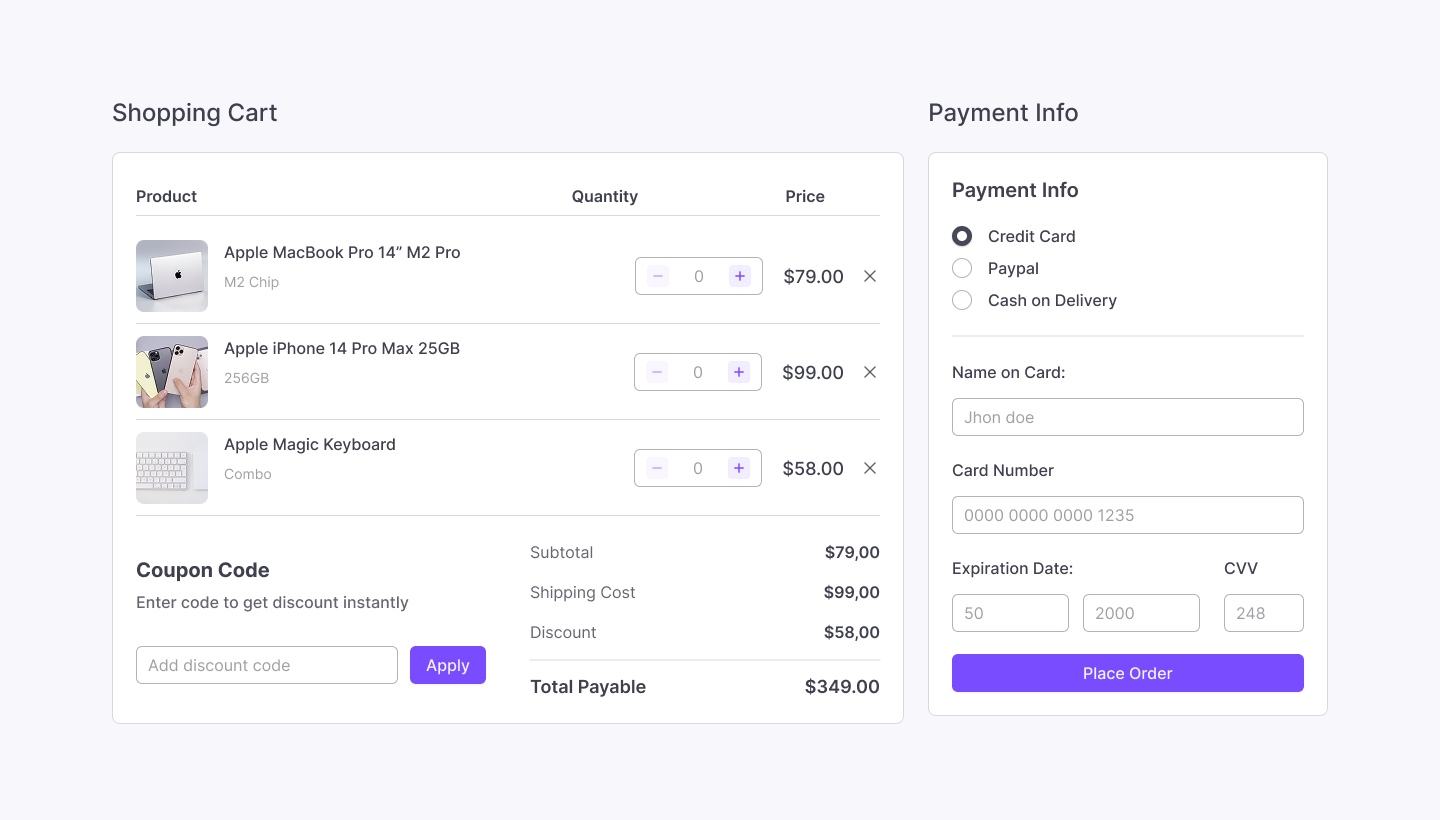 Shopping Cart
Product Quantity Price
Apple MacBook Pro 14” M2 Pro
M2 Chip
0 $79.00
Apple iPhone 14 Pro Max 25GB
256GB
0 $99.00
Apple Magic Keyboard
Combo
0 $58.00
Coupon Code
Enter code to get discount instantly
Add discount code Apply
Subtotal $79,00
Shipping Cost $99,00
Discount $58,00
Total Payable $349.00
Payment Info
Payment Info
Credit Card
Paypal
Cash on Delivery
Name on Card:
Jhon doe
Card Number
0000 0000 0000 1235
Expiration Date: CVV
50 2000 248
Place Order